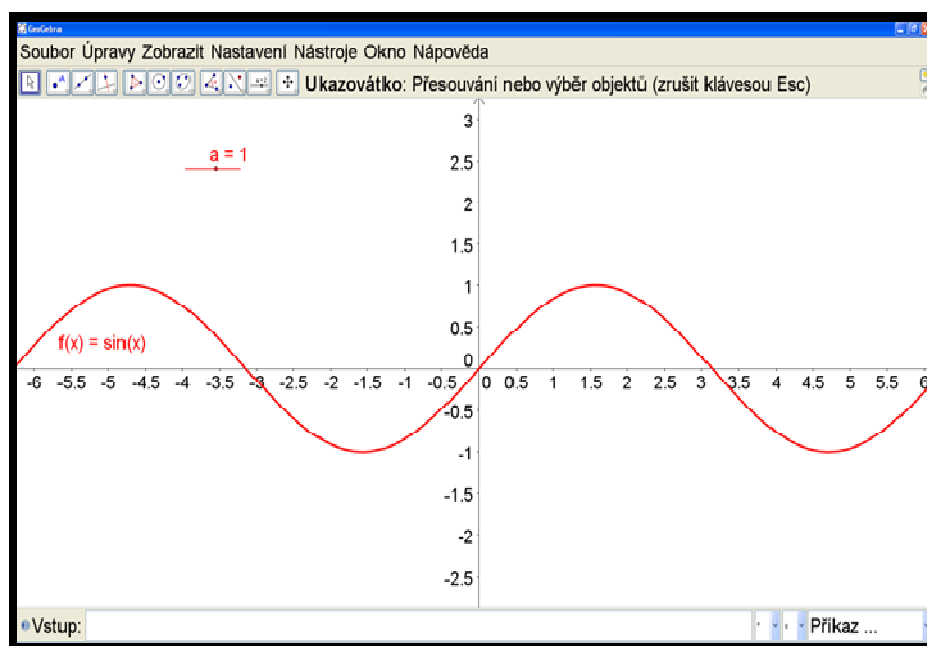 GeoGebra
Soubor Úpravy Zobrazit Nastavení Nástroje Okno Nápověda
Ukazovátko: Přesouvání nebo výběr objektů (zrušit klávesou Esc)
a = 1
f(x) = sin(x)
3
2.5
2
1.5
1
0.5
0
-0.5
-1
-1.5
-2
-2.5
-6 -5.5 -5 -4.5 -4 -3.5 -3 -2.5 -2 -1.5 -1 -0.5 0 0.5 1 1.5 2 2.5 3 3.5 4 4.5 5 5.5 6
Vstup:
Příkaz ...